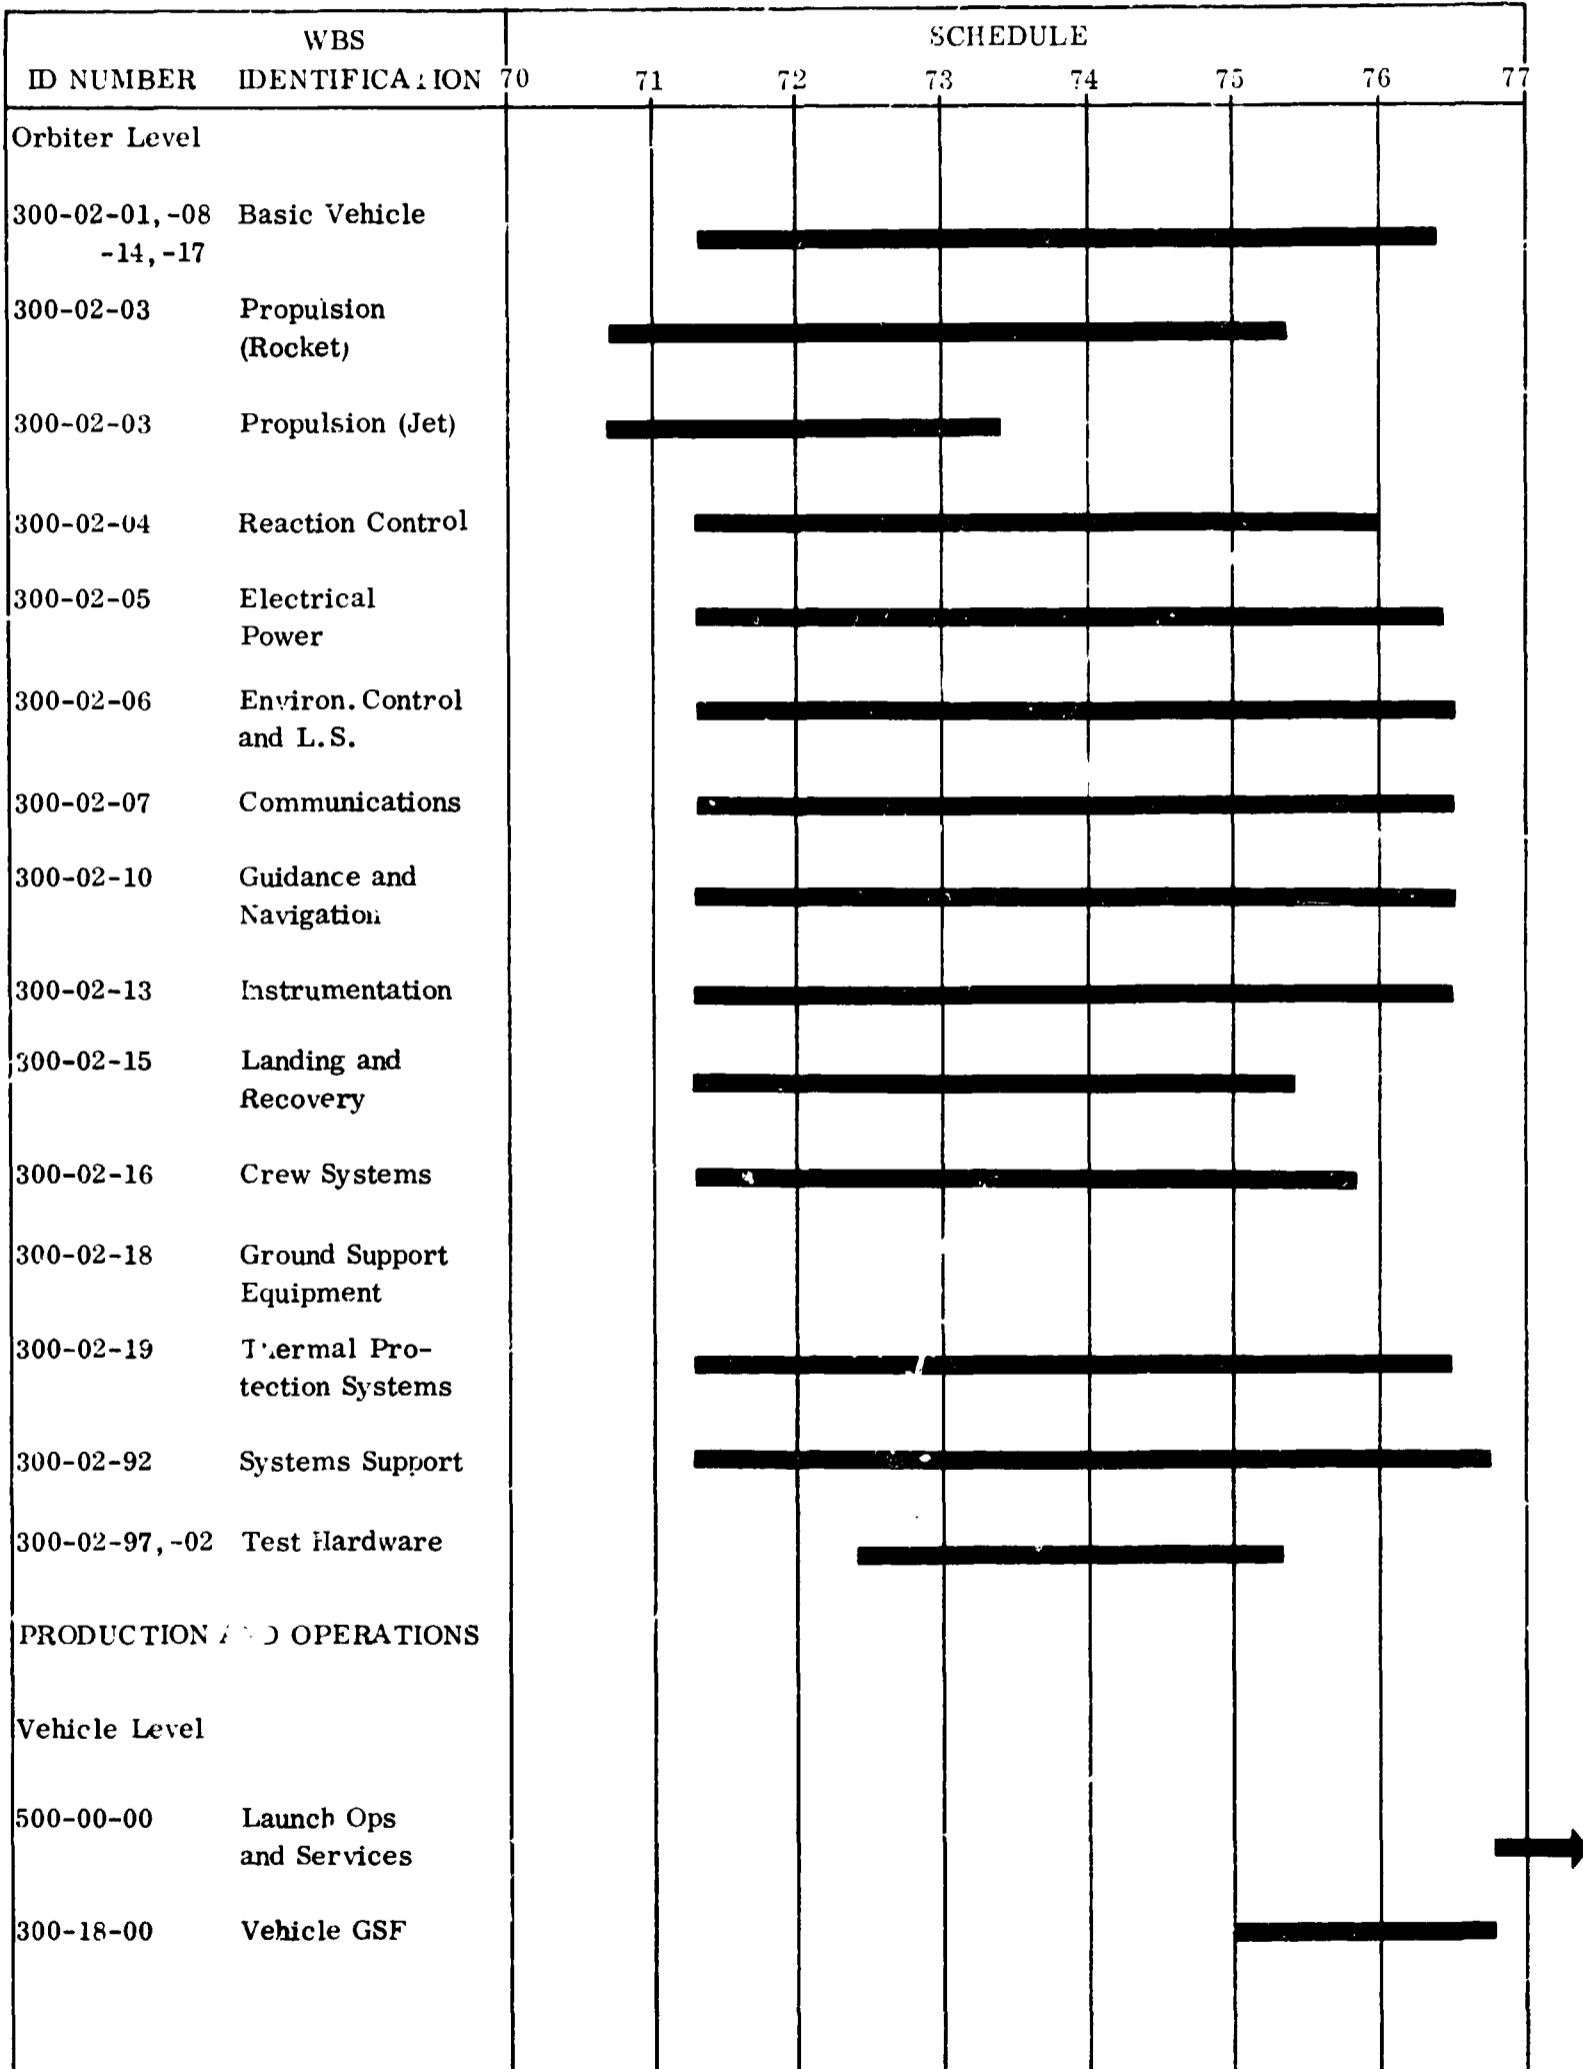 WBS SCHEDULE
ID NUMBER IDENTIFICATION 70 71 72 73 74 75 76 77
Orbiter Level
300-02-01, -08 Basic Vehicle
-14, -17
300-02-03 Propulsion
(Rocket)
300-02-03 Propulsion (Jet)
300-02-04 Reaction Control
300-02-05 Electrical
Power
300-02-06 Environ. Control
and L.S.
300-02-07 Communications
300-02-10 Guidance and
Navigation
300-02-13 Instrumentation
300-02-15 Landing and
Recovery
300-02-16 Crew Systems
300-02-18 Ground Support
Equipment
300-02-19 Thermal Pro-
tection Systems
300-02-92 Systems Support
300-02-97, -02 Test Hardware
PRODUCTION AND OPERATIONS
Vehicle Level
500-00-00 Launch Ops
and Services
300-18-00 Vehicle GSF